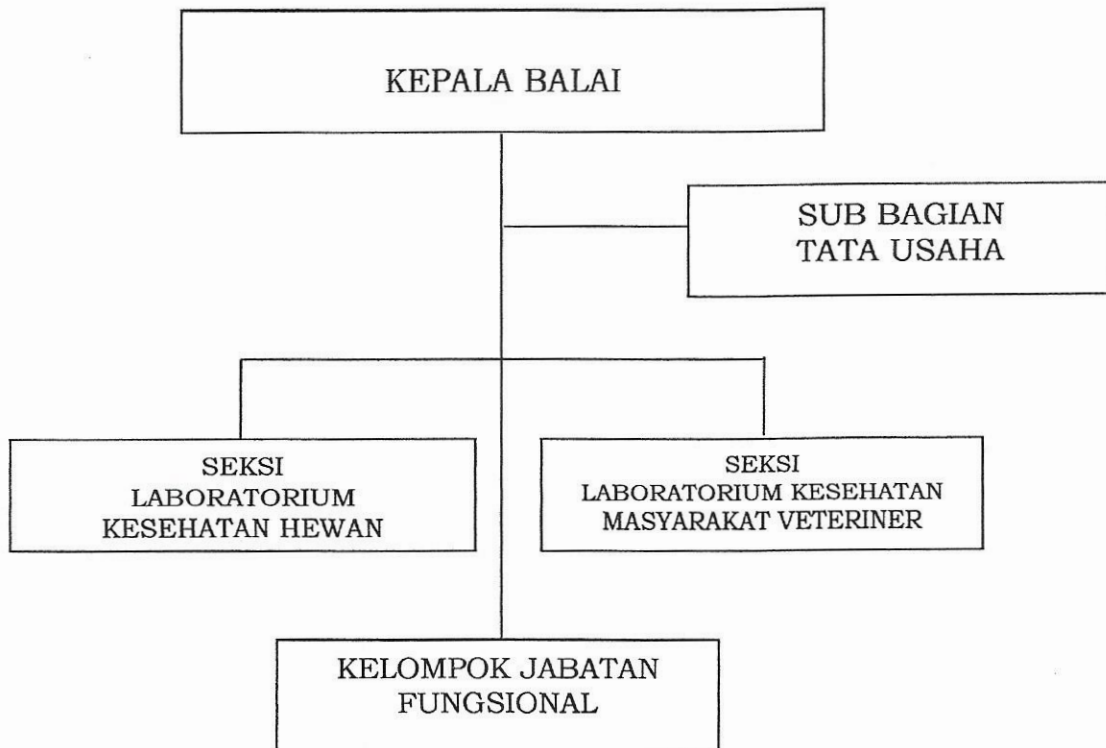 KEPALA BALAI
SUB BAGIAN
TATA USAHA
SEKSI
LABORATORIUM
KESEHATAN HEWAN
SEKSI
LABORATORIUM KESEHATAN
MASYARAKAT VETERINER
KELOMPOK JABATAN
FUNGSIONAL